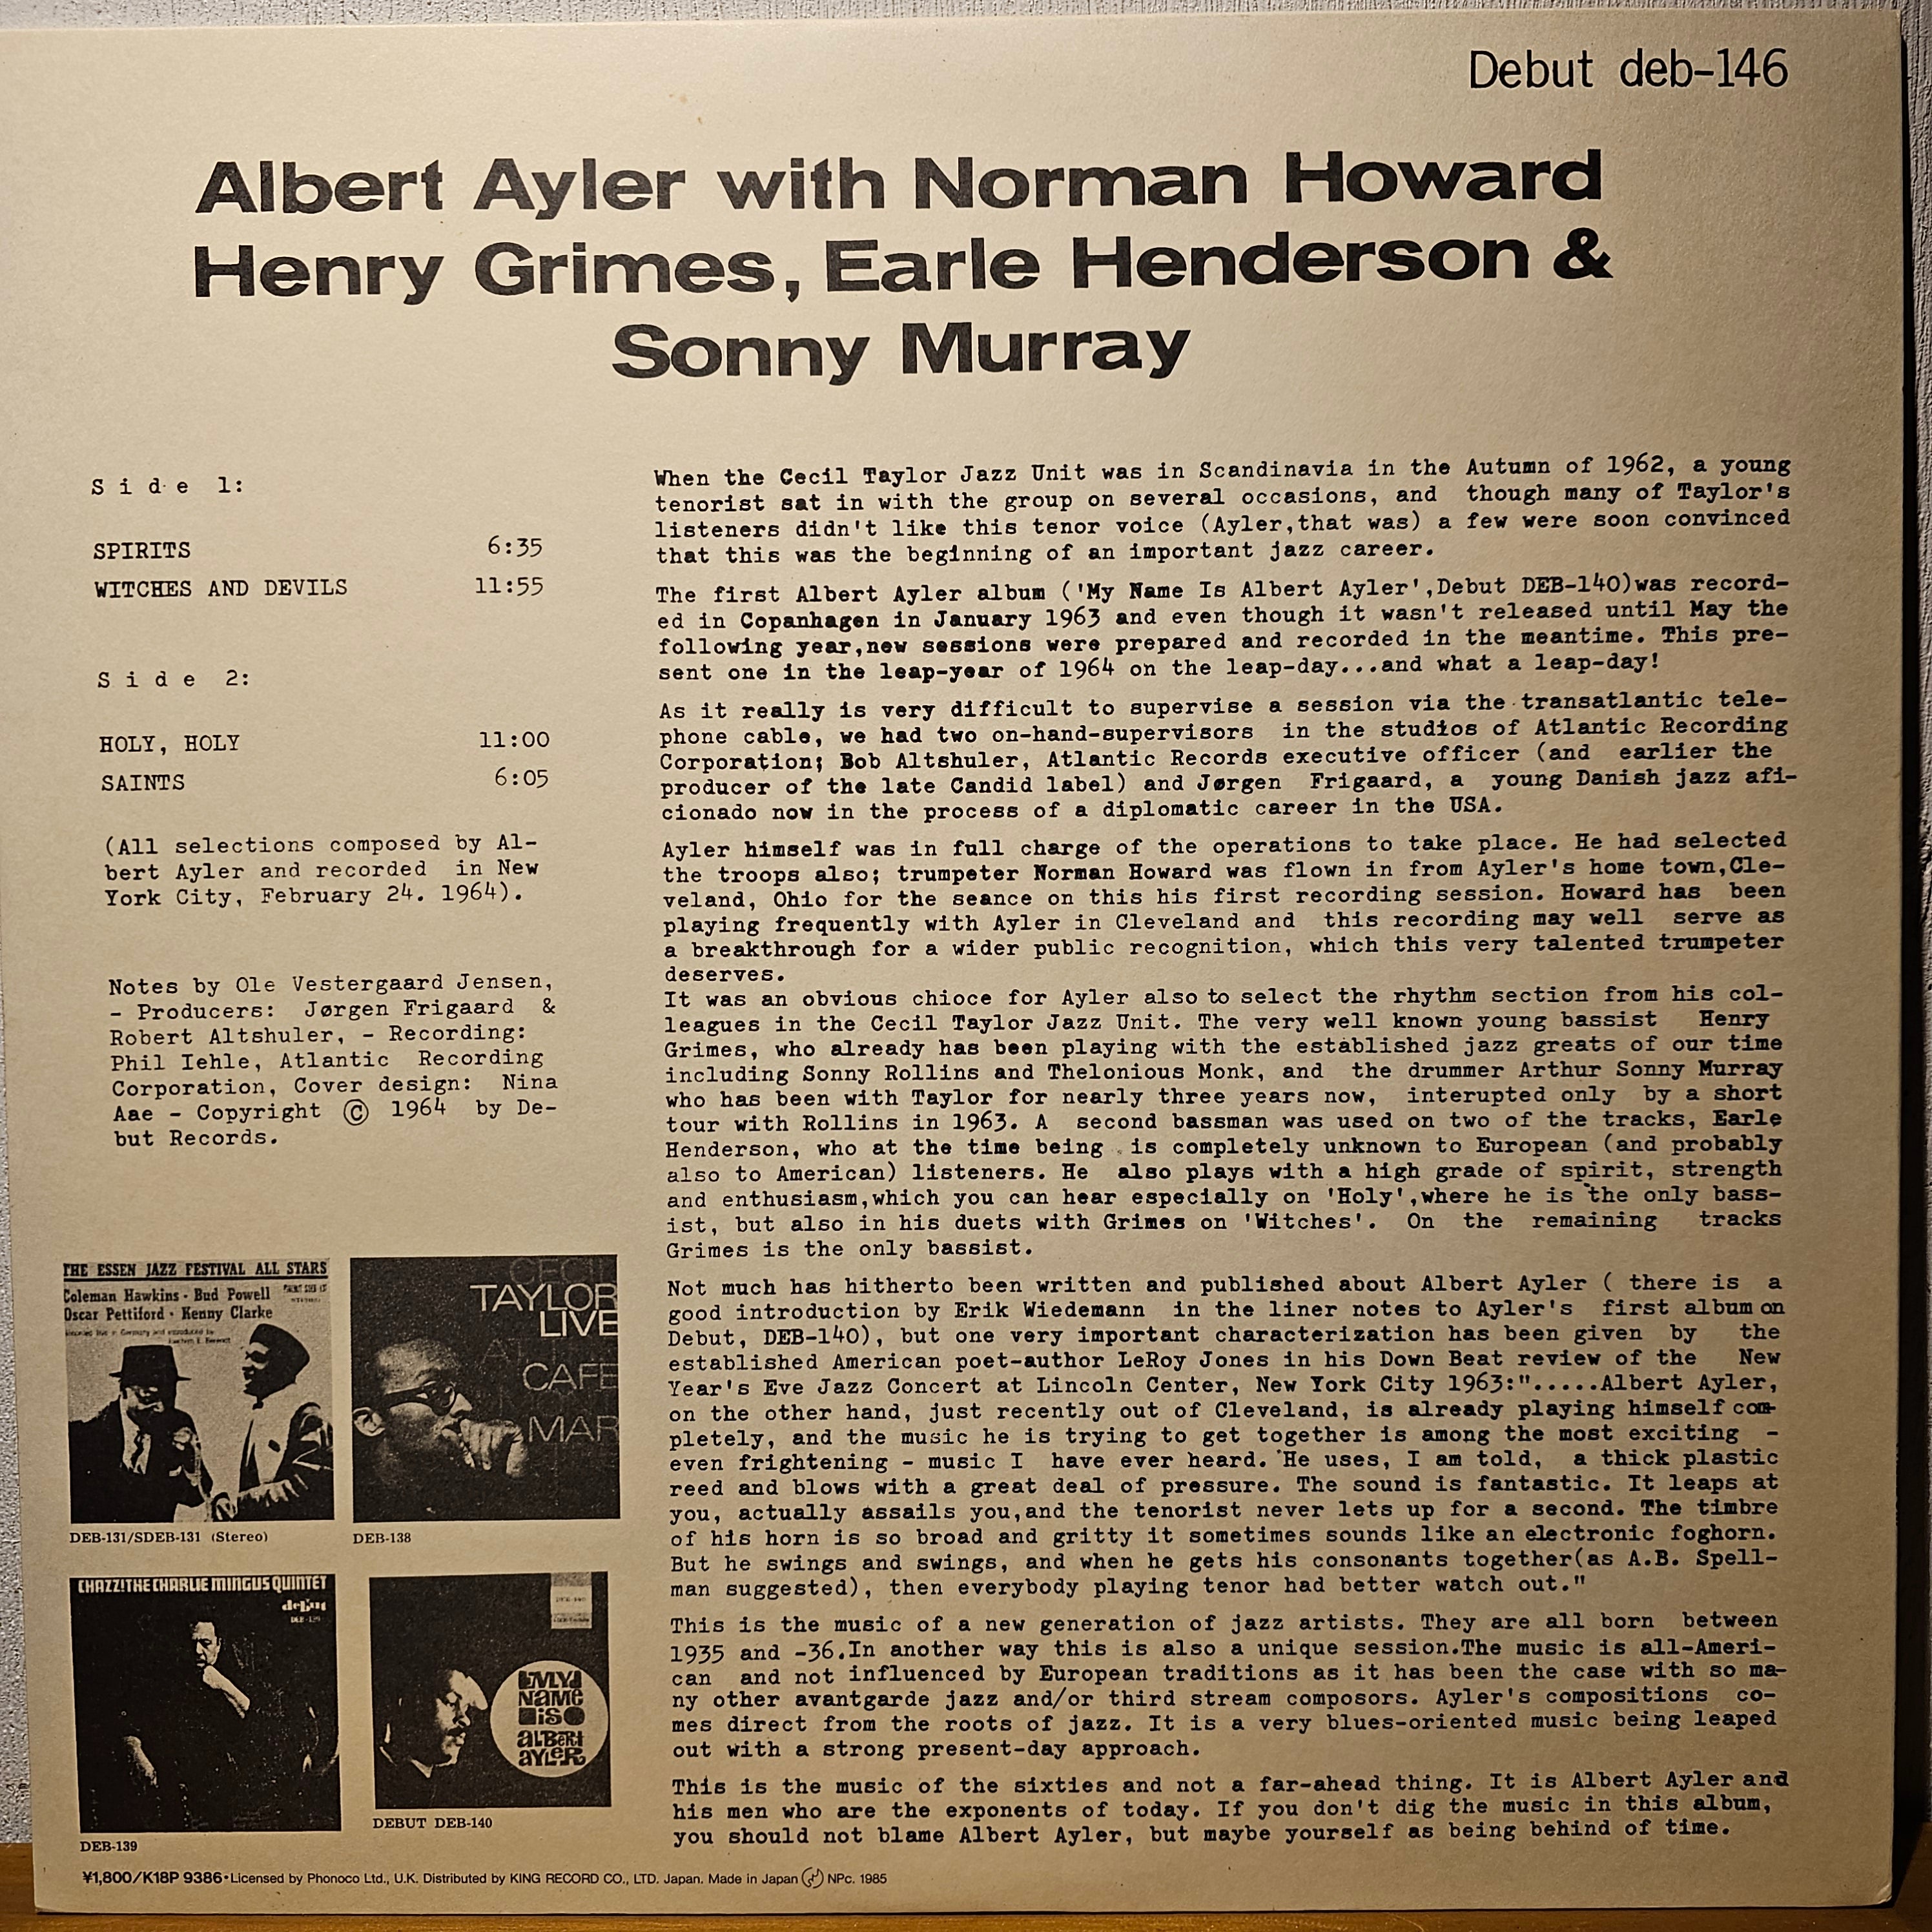 Debut deb-146
Albert Ayler with Norman Howard
Henry Grimes, Earle Henderson &
Sonny Murray
Side 1:
SPIRITS 6:35
WITCHES AND DEVILS 11:55
Side 2:
HOLY, HOLY 11:00
SAINTS 6:05
(All selections composed by Al-
bert Ayler and recorded in New
York City, February 24. 1964).
Notes by Ole Vestergaard Jensen,
- Producers: Jørgen Frigaard &
Robert Altshuler, - Recording:
Phil Iehle, Atlantic Recording
Corporation, Cover design: Nina
Aae - Copyright © 1964 by De-
but Records.
When the Cecil Taylor Jazz Unit was in Scandinavia in the Autumn of 1962, a young
tenorist sat in with the group on several occasions, and though many of Taylor's
listeners didn't like this tenor voice (Ayler,that was) a few were soon convinced
that this was the beginning of an important jazz career.
The first Albert Ayler album ('My Name Is Albert Ayler',Debut DEB-140)was record-
ed in Copanhagen in January 1963 and even though it wasn't released until May the
following year,new sessions were prepared and recorded in the meantime. This pre-
sent one in the leap-year of 1964 on the leap-day...and what a leap-day!
As it really is very difficult to supervise a session via the transatlantic tele-
phone cable, we had two on-hand-supervisors in the studios of Atlantic Recording
Corporation; Bob Altshuler, Atlantic Records executive officer (and earlier the
producer of the late Candid label) and Jørgen Frigaard, a young Danish jazz afi-
cionado now in the process of a diplomatic career in the USA.
Ayler himself was in full charge of the operations to take place. He had selected
the troops also; trumpeter Norman Howard was flown in from Ayler's home town,Cle-
veland, Ohio for the seance on this his first recording session. Howard has been
playing frequently with Ayler in Cleveland and this recording may well serve as
a breakthrough for a wider public recognition, which this very talented trumpeter
deserves.
It was an obvious chioce for Ayler also to select the rhythm section from his col-
leagues in the Cecil Taylor Jazz Unit. The very well known young bassist Henry
Grimes, who already has been playing with the established jazz greats of our time
including Sonny Rollins and Thelonious Monk, and the drummer Arthur Sonny Murray
who has been with Taylor for nearly three years now, interupted only by a short
tour with Rollins in 1963. A second bassman was used on two of the tracks, Earle
Henderson, who at the time being is completely unknown to European (and probably
also to American) listeners. He also plays with a high grade of spirit, strength
and enthusiasm,which you can hear especially on 'Holy',where he is the only bass-
ist, but also in his duets with Grimes on 'Witches'. On the remaining tracks
Grimes is the only bassist.
Not much has hitherto been written and published about Albert Ayler ( there is a
good introduction by Erik Wiedemann in the liner notes to Ayler's first album on
Debut, DEB-140), but one very important characterization has been given by the
established American poet-author LeRoy Jones in his Down Beat review of the New
Year's Eve Jazz Concert at Lincoln Center, New York City 1963:".....Albert Ayler,
on the other hand, just recently out of Cleveland, is already playing himself com-
pletely, and the music he is trying to get together is among the most exciting -
even frightening - music I have ever heard. He uses, I am told, a thick plastic
reed and blows with a great deal of pressure. The sound is fantastic. It leaps at
you, actually assails you,and the tenorist never lets up for a second. The timbre
of his horn is so broad and gritty it sometimes sounds like an electronic foghorn.
But he swings and swings, and when he gets his consonants together(as A.B. Spell-
man suggested), then everybody playing tenor had better watch out."
This is the music of a new generation of jazz artists. They are all born between
1935 and -36.In another way this is also a unique session.The music is all-Ameri-
can and not influenced by European traditions as it has been the case with so ma-
ny other avantgarde jazz and/or third stream composors. Ayler's compositions co-
mes direct from the roots of jazz. It is a very blues-oriented music being leaped
out with a strong present-day approach.
This is the music of the sixties and not a far-ahead thing. It is Albert Ayler and
his men who are the exponents of today. If you don't dig the music in this album,
you should not blame Albert Ayler, but maybe yourself as being behind of time.
THE ESSEN JAZZ FESTIVAL ALL STARS
Coleman Hawkins · Bud Powell
Oscar Pettiford · Kenny Clarke
DEB-131/SDEB-131 (Stereo)
CECIL
TAYLOR
LIVE
AT
CAFE
MAR
DEB-138
CHAZZ! THE CHARLIE MINGUS QUINTET
debut
DEB-139
DEB-139
MY
NAME
IS
ALBERT
AYLER
DEBUT DEB-140
¥1,800/K18P 9386·Licensed by Phonoco Ltd., U.K. Distributed by KING RECORD CO., LTD. Japan. Made in Japan NPc. 1985